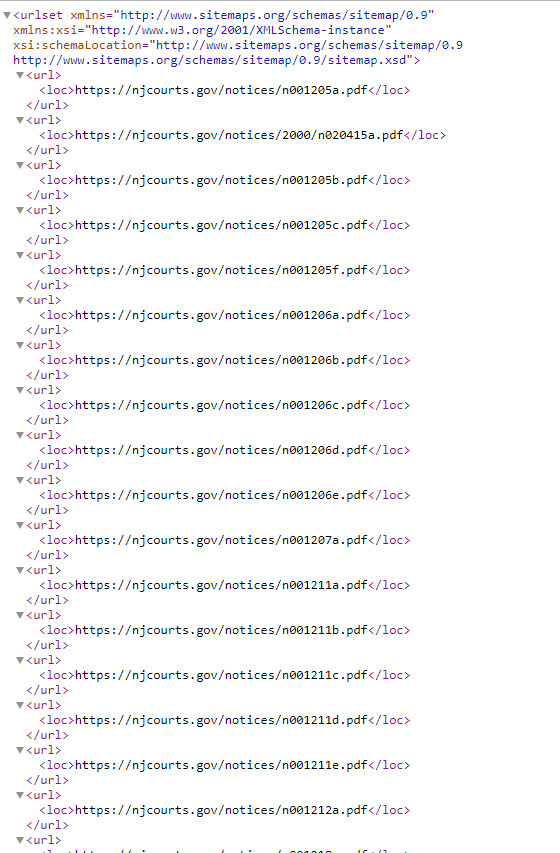 ▼<urlset xmlns="http://www.sitemaps.org/schemas/sitemap/0.9"
xmlns:xsi="http://www.w3.org/2001/XMLSchema-instance"
xsi:schemaLocation="http://www.sitemaps.org/schemas/sitemap/0.9
http://www.sitemaps.org/schemas/sitemap/0.9/sitemap.xsd">
▼<url>
<loc>https://njcourts.gov/notices/n001205a.pdf</loc>
</url>
▼<url>
<loc>https://njcourts.gov/notices/2000/n020415a.pdf</loc>
</url>
▼<url>
<loc>https://njcourts.gov/notices/n001205b.pdf</loc>
</url>
▼<url>
<loc>https://njcourts.gov/notices/n001205c.pdf</loc>
</url>
▼<url>
<loc>https://njcourts.gov/notices/n001205f.pdf</loc>
</url>
▼<url>
<loc>https://njcourts.gov/notices/n001206a.pdf</loc>
</url>
▼<url>
<loc>https://njcourts.gov/notices/n001206b.pdf</loc>
</url>
▼<url>
<loc>https://njcourts.gov/notices/n001206c.pdf</loc>
</url>
▼<url>
<loc>https://njcourts.gov/notices/n001206d.pdf</loc>
</url>
▼<url>
<loc>https://njcourts.gov/notices/n001206e.pdf</loc>
</url>
▼<url>
<loc>https://njcourts.gov/notices/n001207a.pdf</loc>
</url>
▼<url>
<loc>https://njcourts.gov/notices/n001211a.pdf</loc>
</url>
▼<url>
<loc>https://njcourts.gov/notices/n001211b.pdf</loc>
</url>
▼<url>
<loc>https://njcourts.gov/notices/n001211c.pdf</loc>
</url>
▼<url>
<loc>https://njcourts.gov/notices/n001211d.pdf</loc>
</url>
▼<url>
<loc>https://njcourts.gov/notices/n001211e.pdf</loc>
</url>
▼<url>
<loc>https://njcourts.gov/notices/n001212a.pdf</loc>
</url>
▼<url>